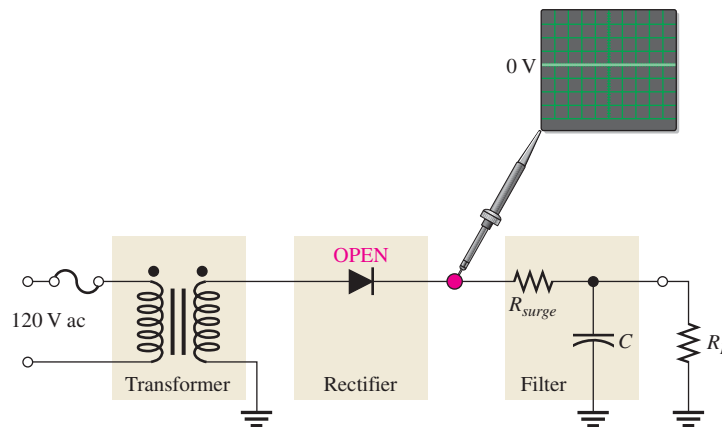 0 V
OPEN
120 V ac
R_surge
C
R
Transformer
Rectifier
Filter